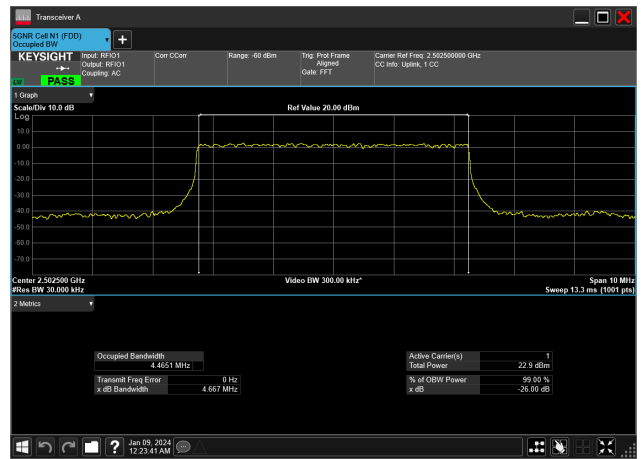 Transceiver A
5GNR Cell N1 (FDD)
Occupied BW
KEYSIGHT Input: RFIO1 Corr CCorr Range: -60 dBm Trig: Prot Frame Carrier Ref Freq: 2.502500000 GHz
Output: RFIO1 Aligned CC Info: Uplink, 1 CC
Coupling: AC Gate: FFT
PASS
1 Graph
Scale/Div 10.0 dB Ref Value 20.00 dBm
Log
10.0
0.00
-10.0
-20.0
-30.0
-40.0
-50.0
-60.0
-70.0
Center 2.502500 GHz Video BW 300.00 kHz* Span 10 MHz
#Res BW 30.000 kHz Sweep 13.3 ms (1001 pts)
2 Metrics
Occupied Bandwidth Active Carrier(s) 1
4.4651 MHz Total Power 22.9 dBm
Transmit Freq Error 0 Hz % of OBW Power 99.00 %
x dB Bandwidth 4.667 MHz x dB -26.00 dB
Jan 09, 2024
12:23:41 AM